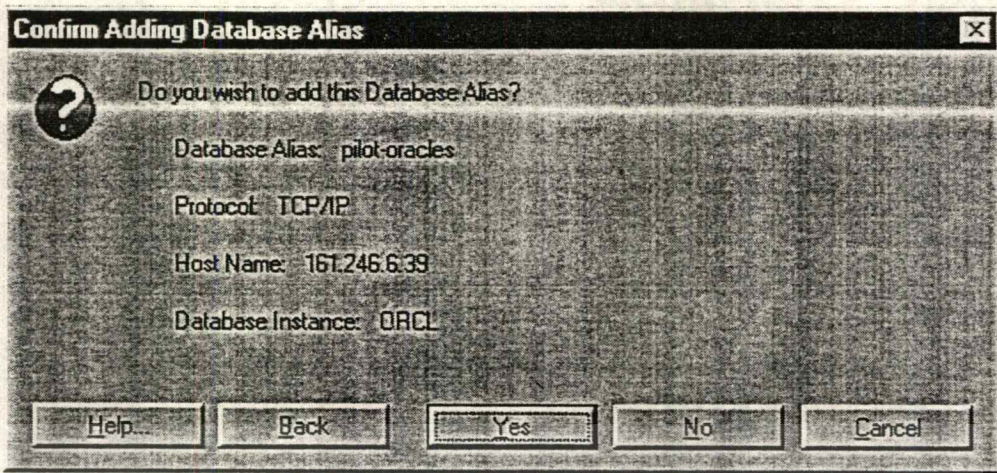 Confirm Adding Database Alias
Do you wish to add this Database Alias?
Database Alias: pilot-oracles
Protocol: TCP/IP
Host Name: 161.246.6.39
Database Instance: ORCL
Help... Back Yes No Cancel